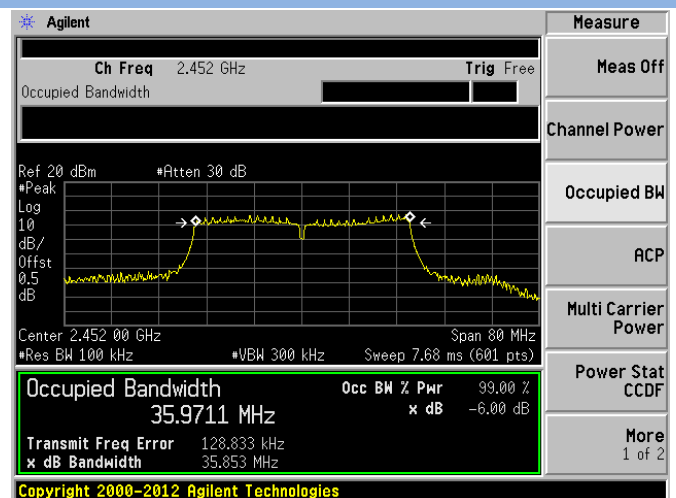 Agilent
Measure
Ch Freq 2.452 GHz Trig Free
Occupied Bandwidth
Meas Off
Channel Power
Occupied BW
ACP
Multi Carrier
Power
Power Stat
CCDF
More
1 of 2
Ref 20 dBm #Atten 30 dB
#Peak
Log
10
dB/
Offst
0.5
dB
Center 2.452 00 GHz Span 80 MHz
#Res BW 100 kHz #VBW 300 kHz Sweep 7.68 ms (601 pts)
Occupied Bandwidth Occ BW % Pwr 99.00 %
35.9711 MHz x dB -6.00 dB
Transmit Freq Error 128.833 kHz
x dB Bandwidth 35.853 MHz
Copyright 2000-2012 Agilent Technologies